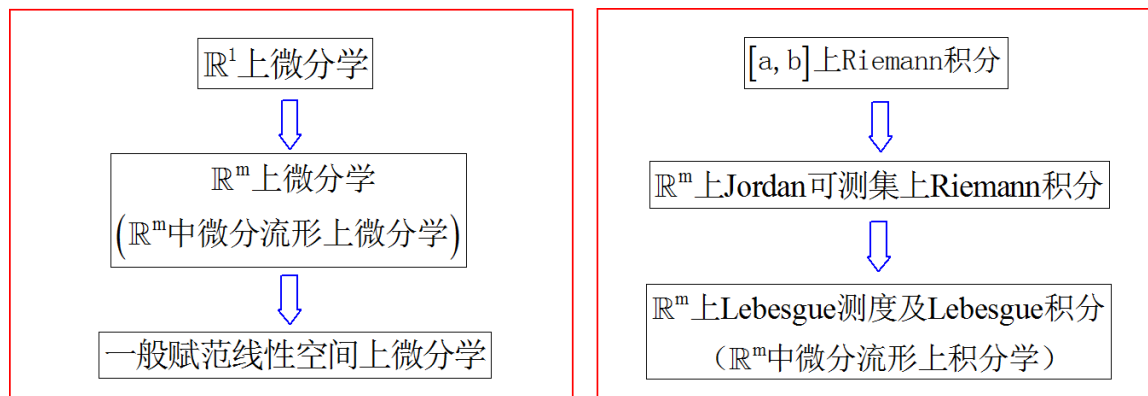 ℝ¹上微分学
ℝᵐ上微分学
(ℝᵐ中微分流形上微分学)
一般赋范线性空间上微分学
[a,b]上Riemann积分
ℝᵐ上Jordan可测集上Riemann积分
ℝᵐ上Lebesgue测度及Lebesgue积分
（ℝᵐ中微分流形上积分学）